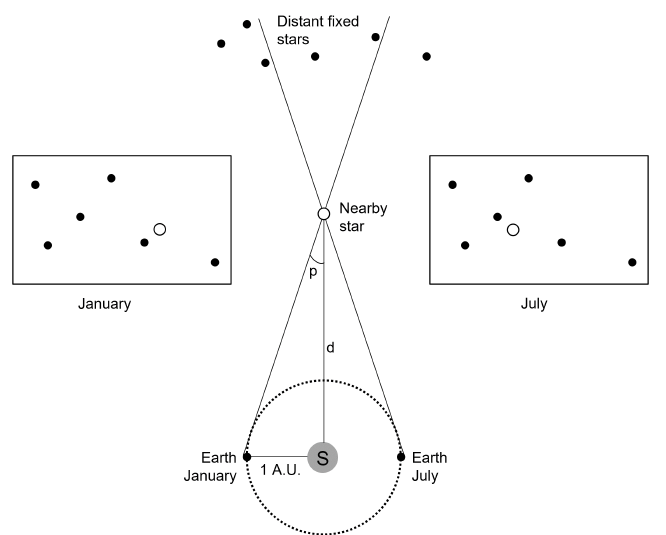 Distant fixed
stars
Nearby
star
January
July
p
d
Earth
January
1 A.U.
S
Earth
July